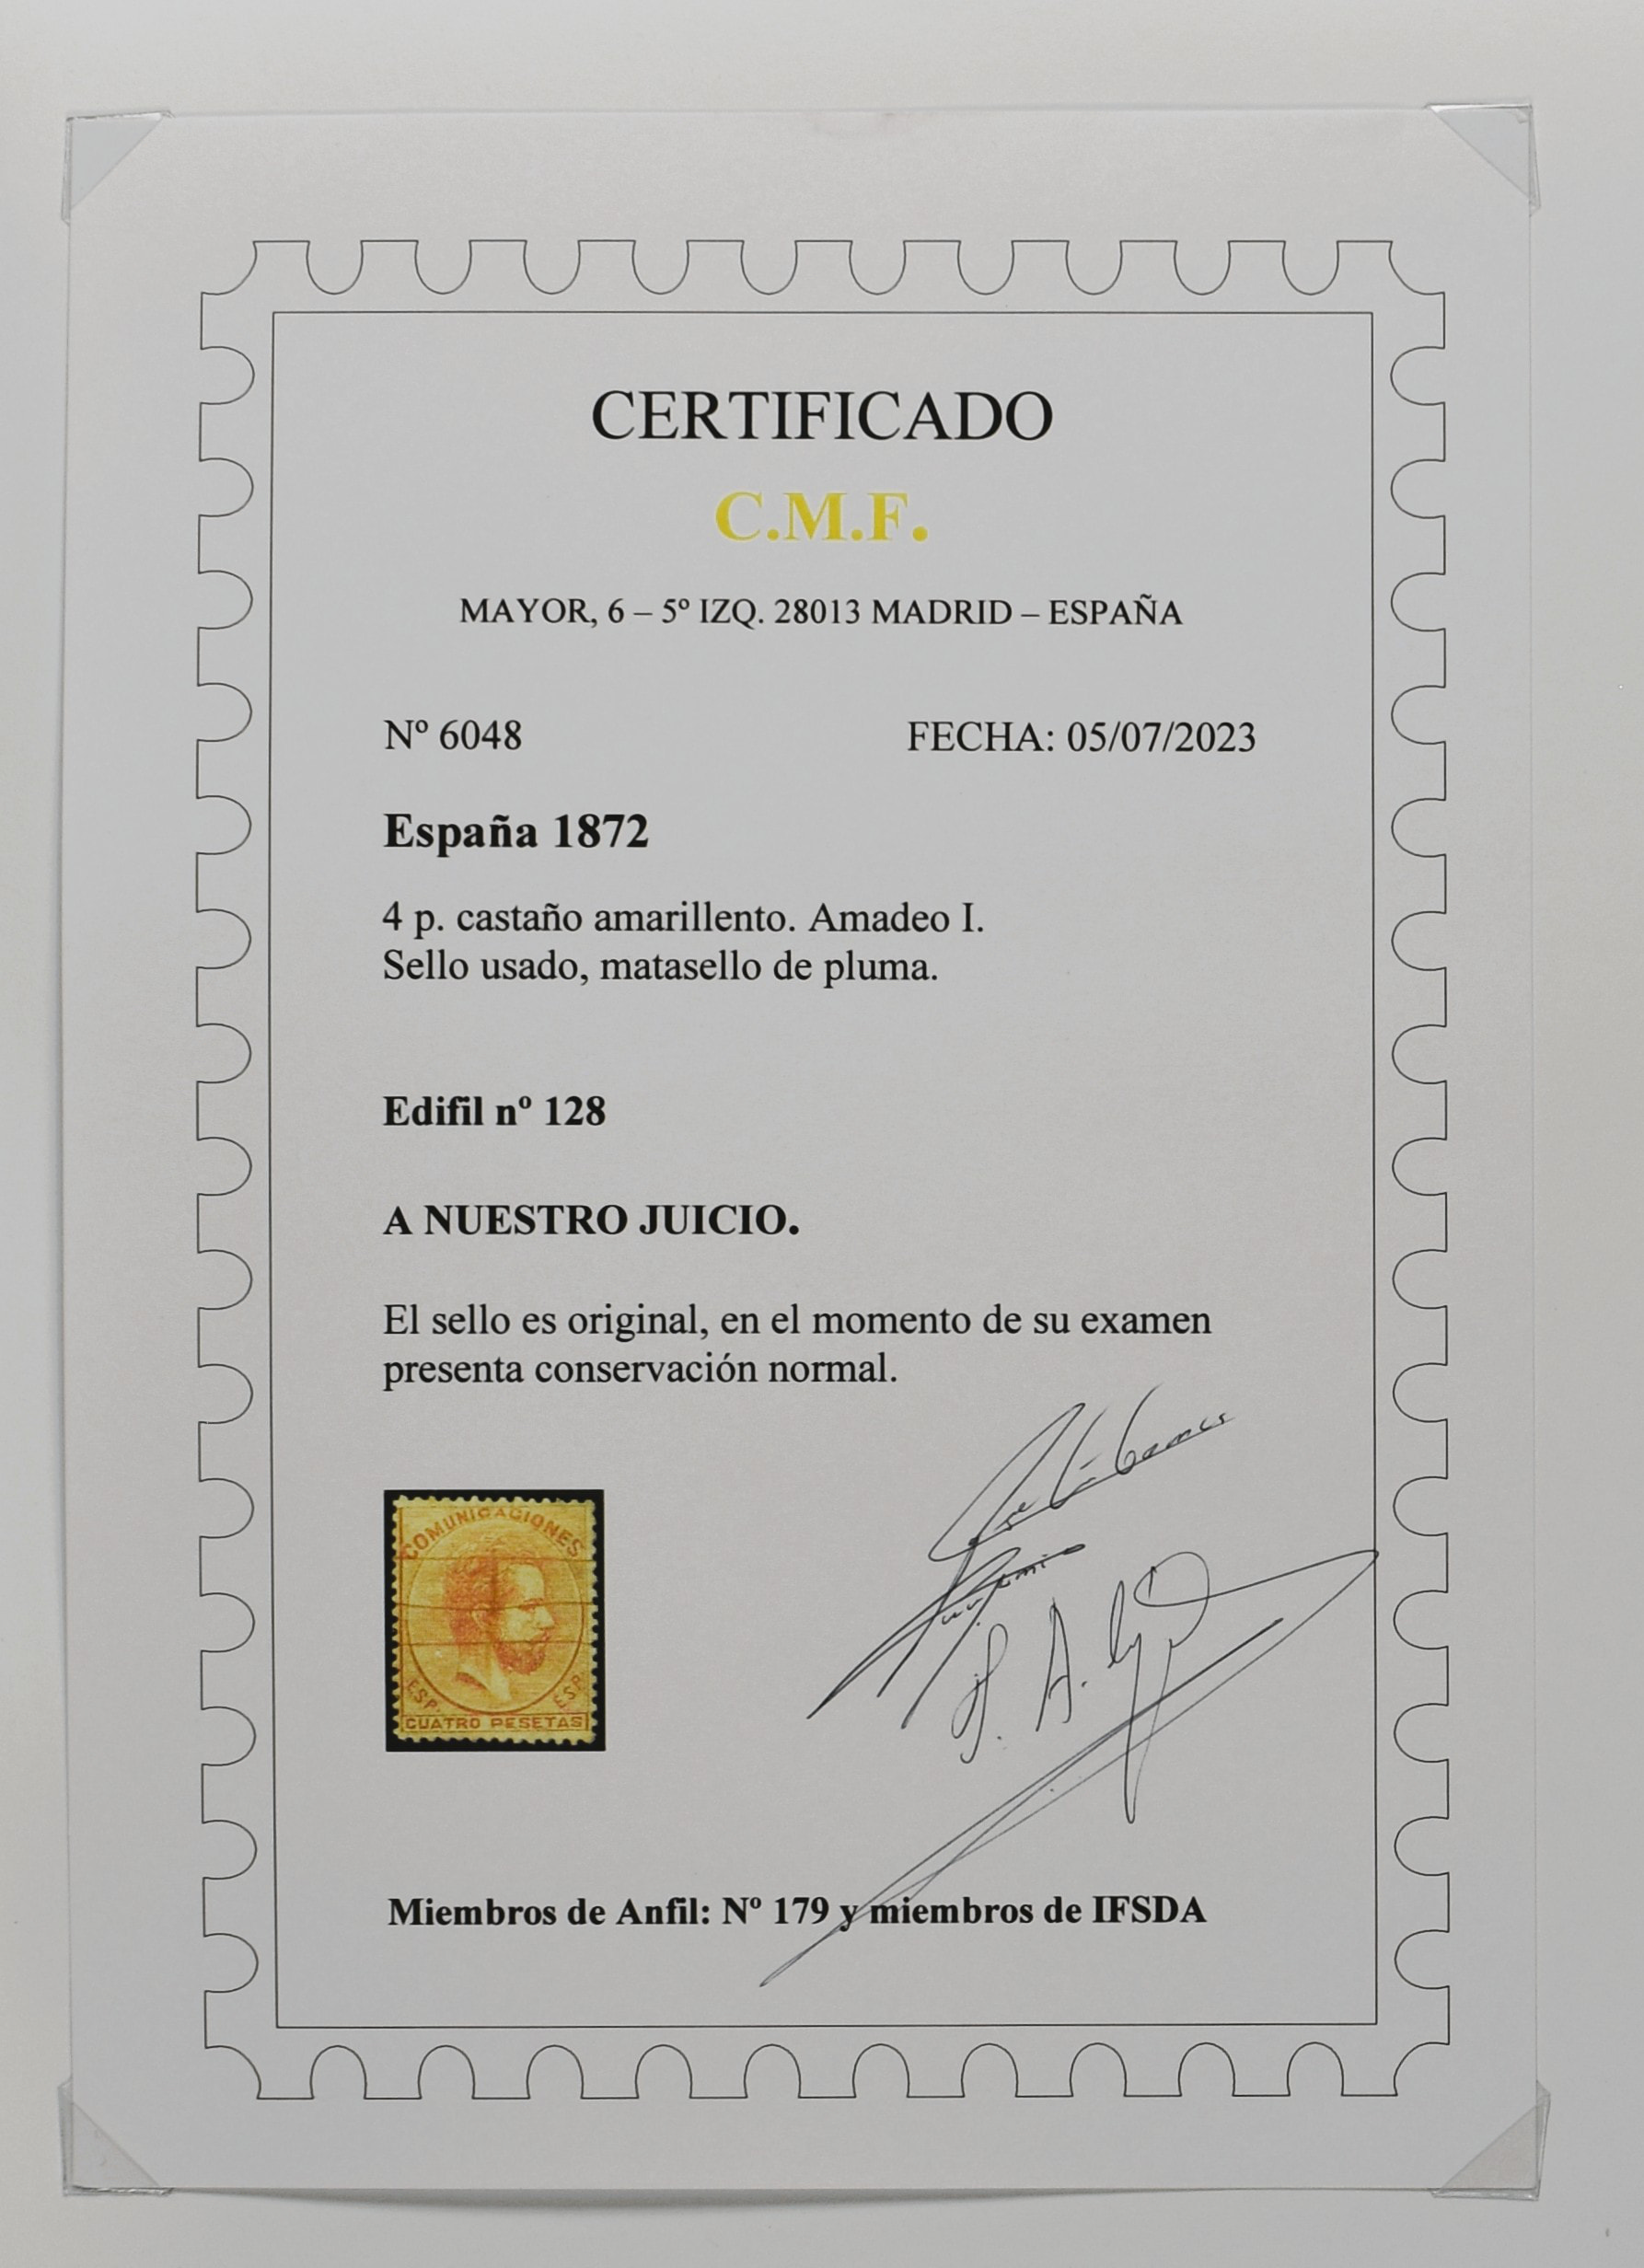 CERTIFICADO
C.M.F.
MAYOR, 6 – 5º IZQ. 28013 MADRID – ESPAÑA
Nº 6048 FECHA: 05/07/2023
España 1872
4 p. castaño amarillento. Amadeo I.
Sello usado, matasello de pluma.
Edifil nº 128
A NUESTRO JUICIO.
El sello es original, en el momento de su examen
presenta conservación normal.
COMUNICACIONES
ESP. ESP.
CUATRO PESETAS
Miembros de Anfil: Nº 179 y miembros de IFSDA